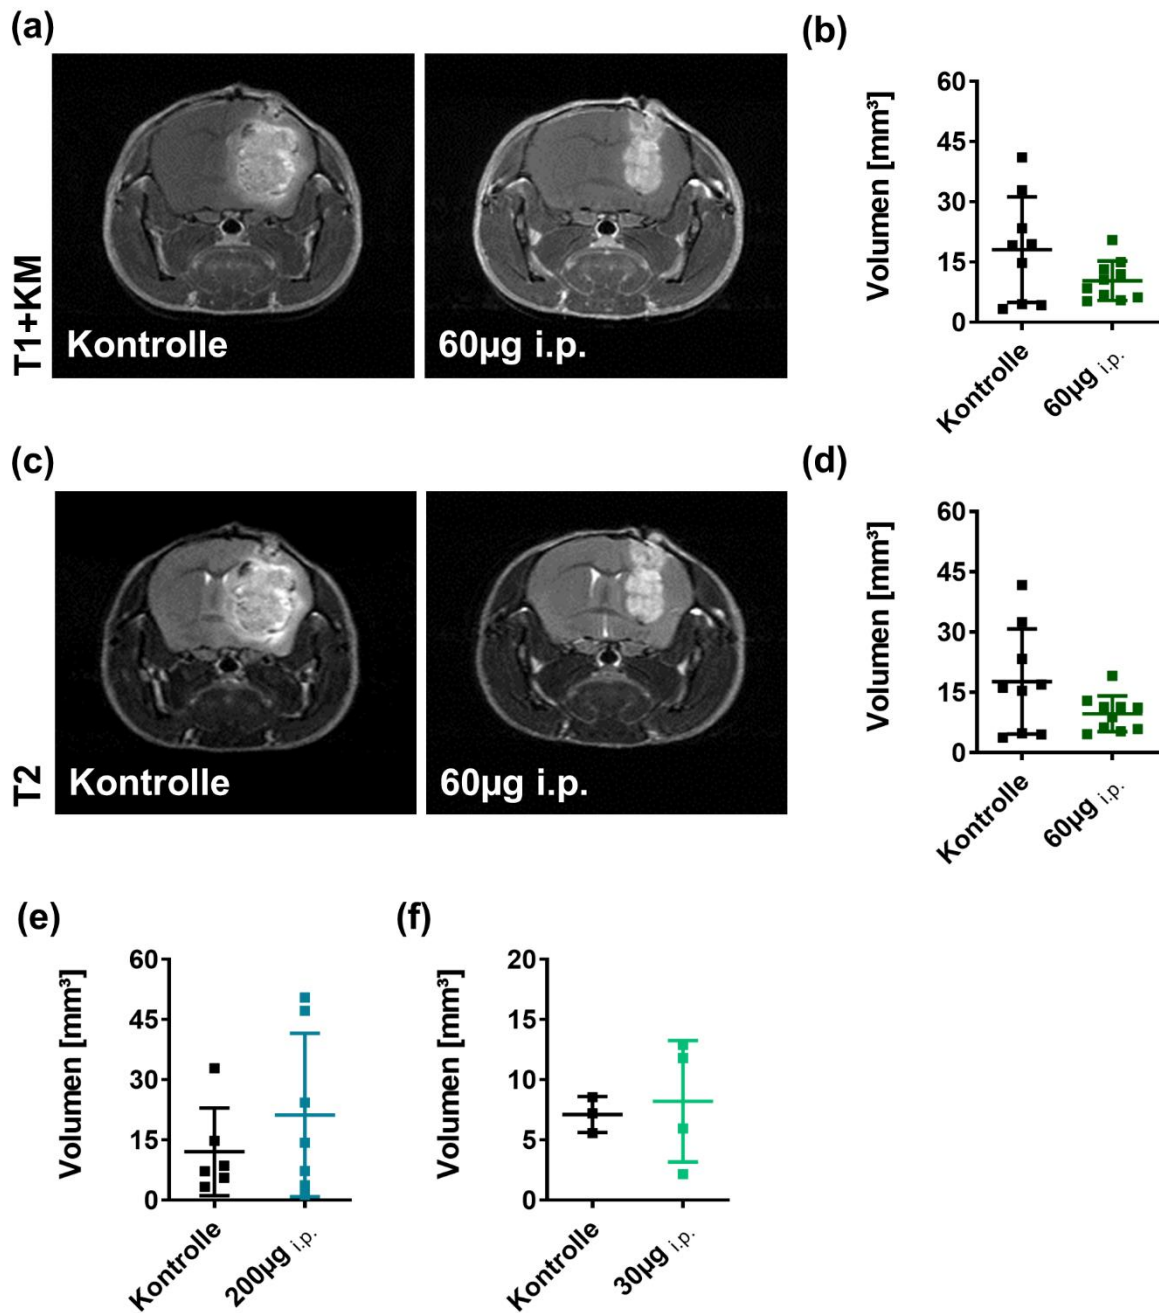 (a)
T1+KM
Kontrolle
60µg i.p.
(b)
Volumen [mm³]
60
45
30
15
0
Kontrolle
60µg i.p.
(c)
T2
Kontrolle
60µg i.p.
(d)
Volumen [mm³]
60
45
30
15
0
Kontrolle
60µg i.p.
(e)
Volumen [mm³]
60
45
30
15
0
Kontrolle
200µg i.p.
(f)
Volumen [mm³]
20
15
10
5
0
Kontrolle
30µg i.p.